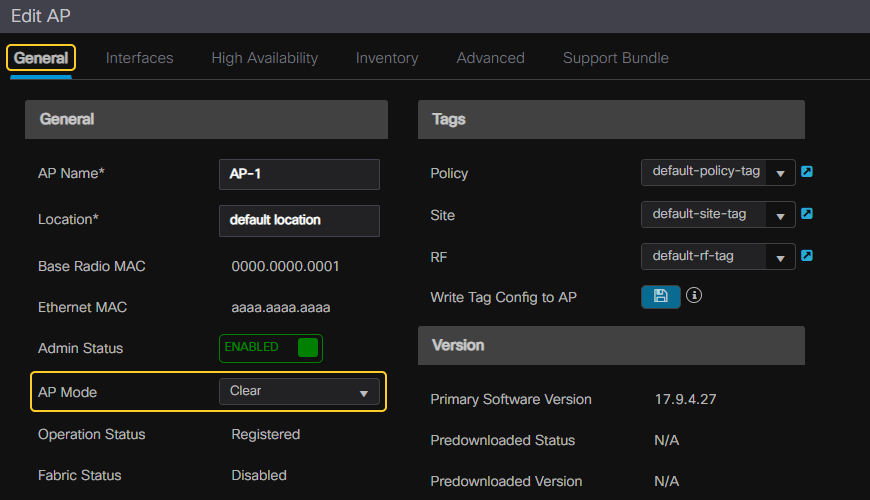 Edit AP
General Interfaces High Availability Inventory Advanced Support Bundle
General
AP Name* AP-1
Location* default location
Base Radio MAC 0000.0000.0001
Ethernet MAC aaaa.aaaa.aaaa
Admin Status ENABLED
AP Mode Clear
Operation Status Registered
Fabric Status Disabled
Tags
Policy default-policy-tag
Site default-site-tag
RF default-rf-tag
Write Tag Config to AP
Version
Primary Software Version 17.9.4.27
Predownloaded Status N/A
Predownloaded Version N/A